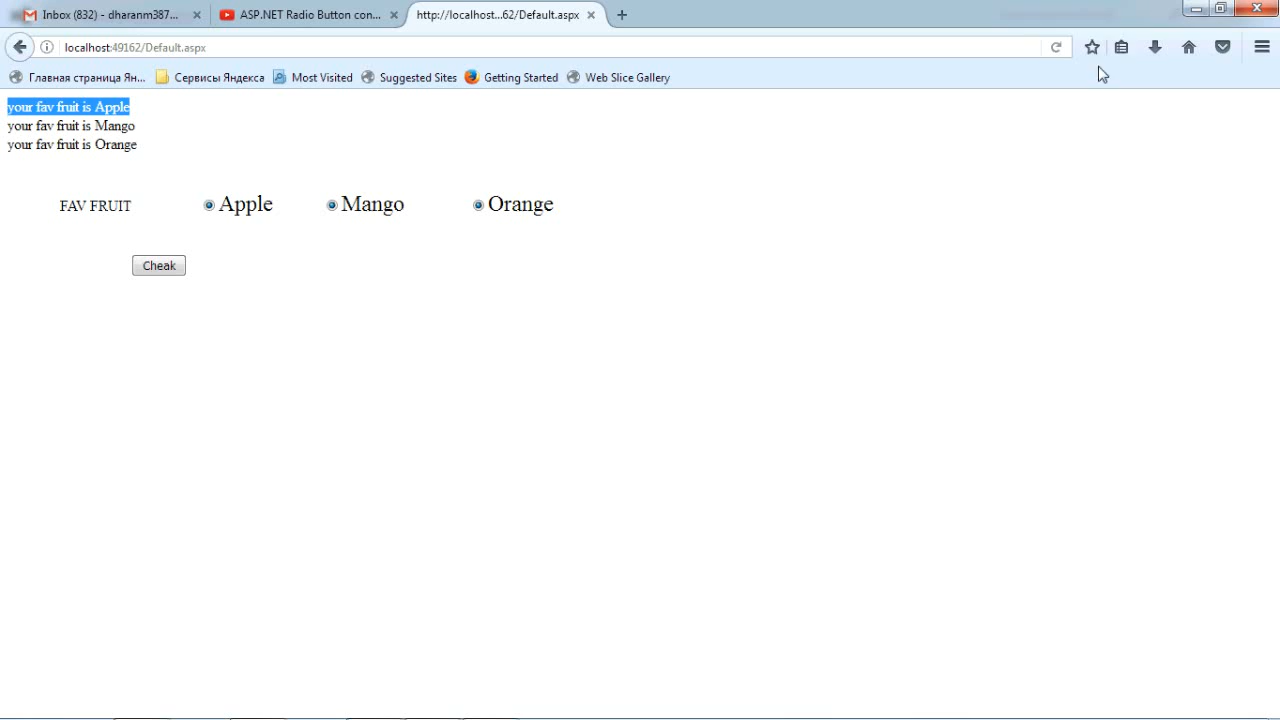 Inbox (832) - dharanm387...
ASP.NET Radio Button con...
http://localhost...62/Default.aspx
localhost:49162/Default.aspx
Главная страница Ян...
Сервисы Яндекса
Most Visited
Suggested Sites
Getting Started
Web Slice Gallery
your fav fruit is Apple
your fav fruit is Mango
your fav fruit is Orange
FAV FRUIT
Apple
Mango
Orange
Cheak